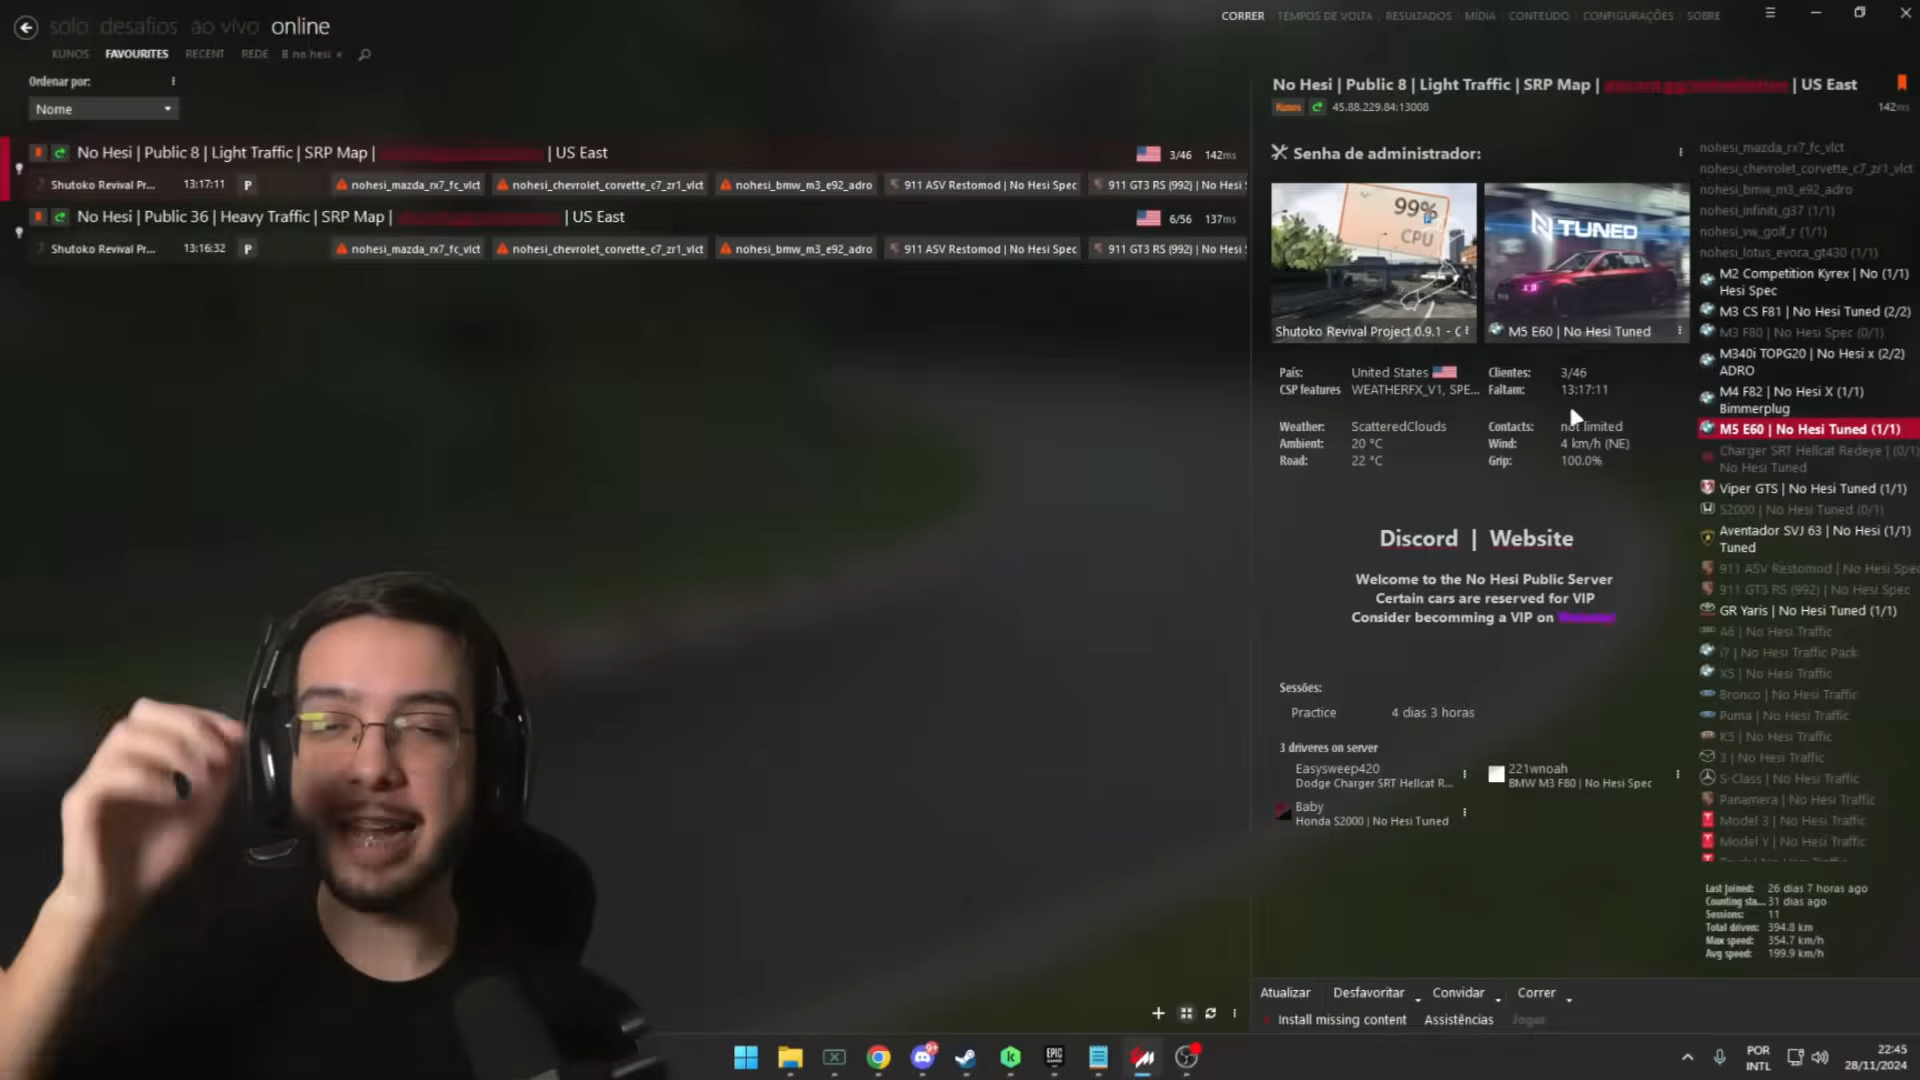 solo desafios ao vivo online
CORRER TEMPOS DE VOLTA RESULTADOS MÍDIA CONTEÚDO CONFIGURAÇÕES SOBRE
KUNOS FAVOURITES RECENT REDE no hesi
Ordenar por:
Nome
No Hesi | Public 8 | Light Traffic | SRP Map | | US East
3/46 142ms
Shutoko Revival Pr... 13:17:11 P nohesi_mazda_rx7_fc_vlct nohesi_chevrolet_corvette_c7_zr1_vlct nohesi_bmw_m3_e92_adro 911 ASV Restomod | No Hesi Spec 911 GT3 RS (992) | No Hesi
No Hesi | Public 36 | Heavy Traffic | SRP Map | | US East
6/56 137ms
Shutoko Revival Pr... 13:16:32 P nohesi_mazda_rx7_fc_vlct nohesi_chevrolet_corvette_c7_zr1_vlct nohesi_bmw_m3_e92_adro 911 ASV Restomod | No Hesi Spec 911 GT3 RS (992) | No Hesi
No Hesi | Public 8 | Light Traffic | SRP Map | | US East
Kunos 45.88.229.84:13008
142ms
Senha de administrador:
99%
CPU
TUNED
Shutoko Revival Project 0.9.1 - C
M5 E60 | No Hesi Tuned
País: United States Clientes: 3/46
CSP features WEATHERFX_V1, SPE... Faltam: 13:17:11
Weather: ScatteredClouds Contacts: not limited
Ambient: 20 °C Wind: 4 km/h (NE)
Road: 22 °C Grip: 100.0%
Discord | Website
Welcome to the No Hesi Public Server
Certain cars are reserved for VIP
Consider becomming a VIP on
Sessões:
Practice 4 dias 3 horas
3 driveres on server
Easysweep420
Dodge Charger SRT Hellcat R...
221wnoah
BMW M3 F80 | No Hesi Spec
Baby
Honda S2000 | No Hesi Tuned
nohesi_mazda_rx7_fc_vlct
nohesi_chevrolet_corvette_c7_zr1_vlct
nohesi_bmw_m3_e92_adro
nohesi_infiniti_g37 (1/1)
nohesi_vw_golf_r (1/1)
nohesi_lotus_evora_gt430 (1/1)
M2 Competition Kyrex | No (1/1)
Hesi Spec
M3 CS F81 | No Hesi Tuned (2/2)
M3 F80 | No Hesi Spec (0/1)
M340i TOPG20 | No Hesi x (2/2)
ADRO
M4 F82 | No Hesi X (1/1)
Bimmerplug
M5 E60 | No Hesi Tuned (1/1)
Charger SRT Hellcat Redeye | (0/1)
No Hesi Tuned
Viper GTS | No Hesi Tuned (1/1)
S2000 | No Hesi Tuned (0/1)
Aventador SVJ 63 | No Hesi (1/1)
Tuned
911 ASV Restomod | No Hesi Spec
911 GT3 RS (992) | No Hesi Spec
GR Yaris | No Hesi Tuned (1/1)
A6 | No Hesi Traffic
i7 | No Hesi Traffic Pack
X5 | No Hesi Traffic
Bronco | No Hesi Traffic
Puma | No Hesi Traffic
K5 | No Hesi Traffic
3 | No Hesi Traffic
S-Class | No Hesi Traffic
Panamera | No Hesi Traffic
Model 3 | No Hesi Traffic
Model Y | No Hesi Traffic
Last Joined: 26 dias 7 horas ago
Counting sta... 31 dias ago
Sessions: 11
Total driven: 394.8 km
Max speed: 354.7 km/h
Avg speed: 199.9 km/h
Atualizar Desfavoritar Convidar Correr
Install missing content Assistências Jogar
EPIC
9+
POR
INTL
22:45
28/11/2024